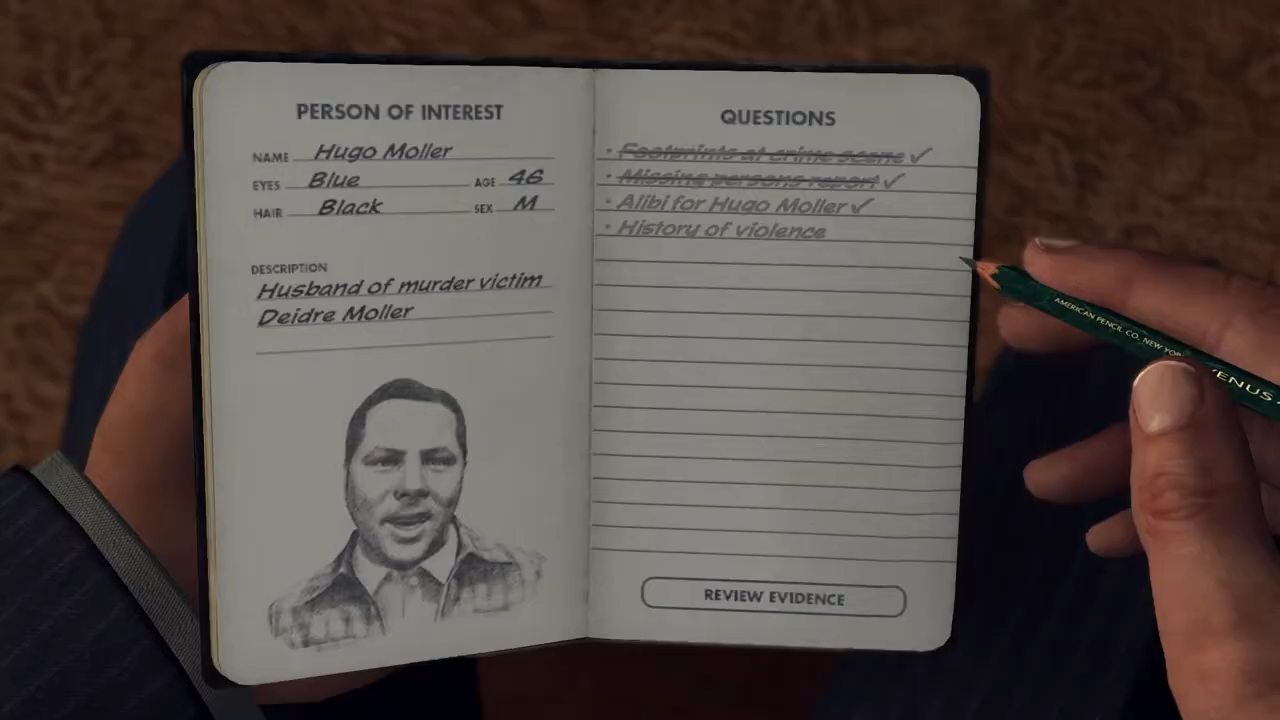 PERSON OF INTEREST
NAME Hugo Moller
EYES Blue AGE 46
HAIR Black SEX M
DESCRIPTION
Husband of murder victim
Deidre Moller
QUESTIONS
• Footprints at crime scene ✓
• Missing persons report ✓
• Alibi for Hugo Moller ✓
• History of violence
REVIEW EVIDENCE
AMERICAN PENCIL CO. NEW YORK
VENUS